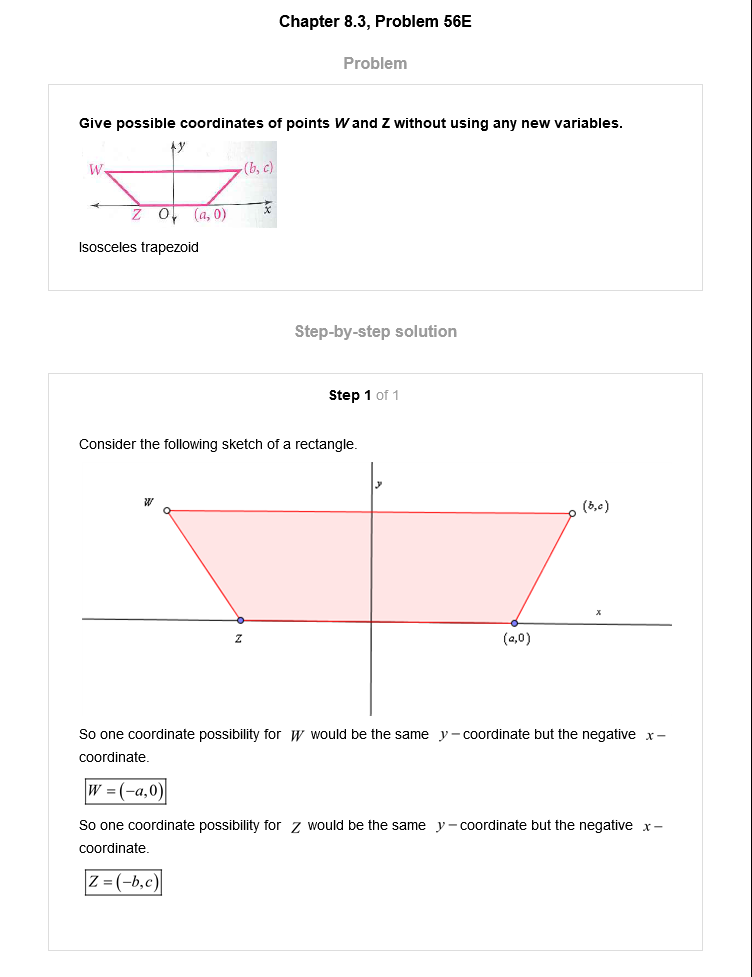 Chapter 8.3, Problem 56E
Problem
Give possible coordinates of points W and Z without using any new variables.
y
W
(b, c)
Z
O
(a, 0)
x
Isosceles trapezoid
Step-by-step solution
Step 1 of 1
Consider the following sketch of a rectangle.
y
W
(b,c)
x
Z
(a,0)
So one coordinate possibility for W would be the same y – coordinate but the negative x –
coordinate.
W = (−a,0)
So one coordinate possibility for Z would be the same y – coordinate but the negative x –
coordinate.
Z = (−b,c)